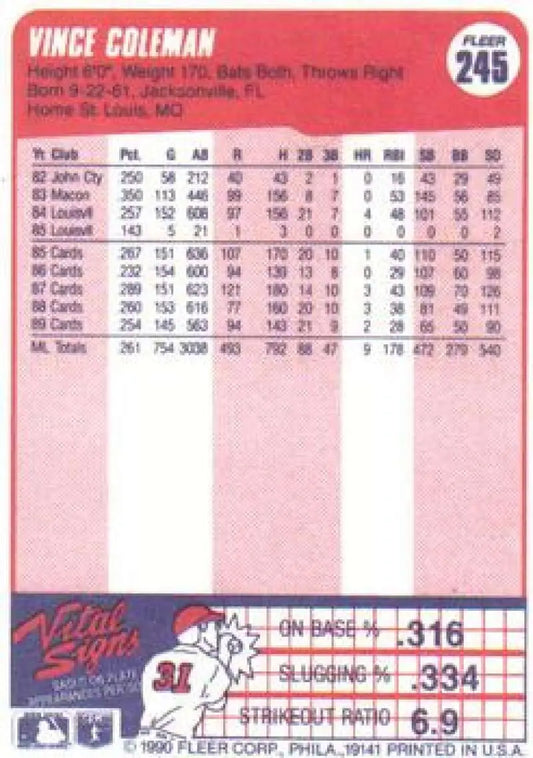 VINCE COLEMAN
FLEER
245
Height 6'0", Weight 170, Bats Both, Throws Right
Born 9-22-61, Jacksonville, FL
Home St. Louis, MO
Yr Club Pct. G AB R H 2B 3B HR RBI SB BB SO
82 John Cty 250 58 212 40 43 2 1 0 16 43 29 49
83 Macon 350 113 446 99 156 8 7 0 53 145 56 85
84 Louisvll 257 152 608 97 156 21 7 4 48 101 55 112
85 Louisvll 143 5 21 1 3 0 0 0 0 0 0 2
85 Cards 267 151 636 107 170 20 10 1 40 110 50 115
86 Cards 232 154 600 94 139 13 8 0 29 107 60 98
87 Cards 289 151 623 121 180 14 10 3 43 109 70 126
88 Cards 260 153 616 77 160 20 10 3 38 81 49 111
89 Cards 254 145 563 94 143 21 9 2 28 65 50 90
ML Totals 261 754 3038 493 792 88 47 9 178 472 279 540
Vital
Signs
BASED ON PLATE
APPEARANCES PER SO
31
ON BASE % .316
SLUGGING % .334
STRIKEOUT RATIO 6.9
© 1990 FLEER CORP., PHILA., 19141 PRINTED IN U.S.A.